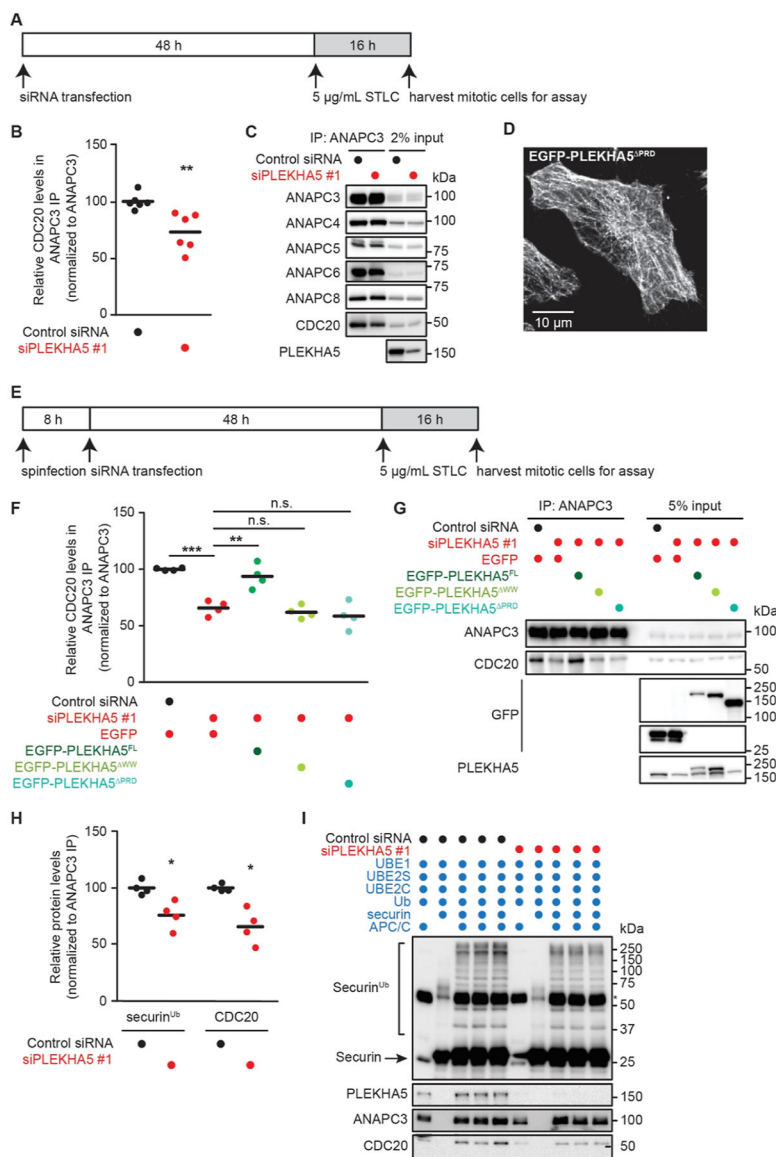 A
48 h
16 h
siRNA transfection
5 µg/mL STLC
harvest mitotic cells for assay
B
Relative CDC20 levels in
ANAPC3 IP
(normalized to ANAPC3)
150
100
50
0
**
Control siRNA
siPLEKHA5 #1
C
IP: ANAPC3
2% input
Control siRNA
siPLEKHA5 #1
kDa
ANAPC3
100
ANAPC4
100
ANAPC5
75
ANAPC6
75
ANAPC8
75
CDC20
50
PLEKHA5
150
D
EGFP-PLEKHA5ΔPRD
10 µm
E
8 h
48 h
16 h
spinfection
siRNA transfection
5 µg/mL STLC
harvest mitotic cells for assay
F
Relative CDC20 levels in
ANAPC3 IP
(normalized to ANAPC3)
150
100
50
0
n.s.
n.s.
***
**
Control siRNA
siPLEKHA5 #1
EGFP
EGFP-PLEKHA5FL
EGFP-PLEKHA5ΔWW
EGFP-PLEKHA5ΔPRD
G
IP: ANAPC3
5% input
Control siRNA
siPLEKHA5 #1
EGFP
EGFP-PLEKHA5FL
EGFP-PLEKHA5ΔWW
EGFP-PLEKHA5ΔPRD
kDa
ANAPC3
100
CDC20
50
GFP
250
150
100
25
PLEKHA5
250
150
H
Relative protein levels
(normalized to ANAPC3 IP)
150
100
50
0
*
*
securinUb
CDC20
Control siRNA
siPLEKHA5 #1
I
Control siRNA
siPLEKHA5 #1
UBE1
UBE2S
UBE2C
Ub
securin
APC/C
kDa
SecurinUb
250
150
100
75
*
50
37
Securin
25
PLEKHA5
150
ANAPC3
100
CDC20
50